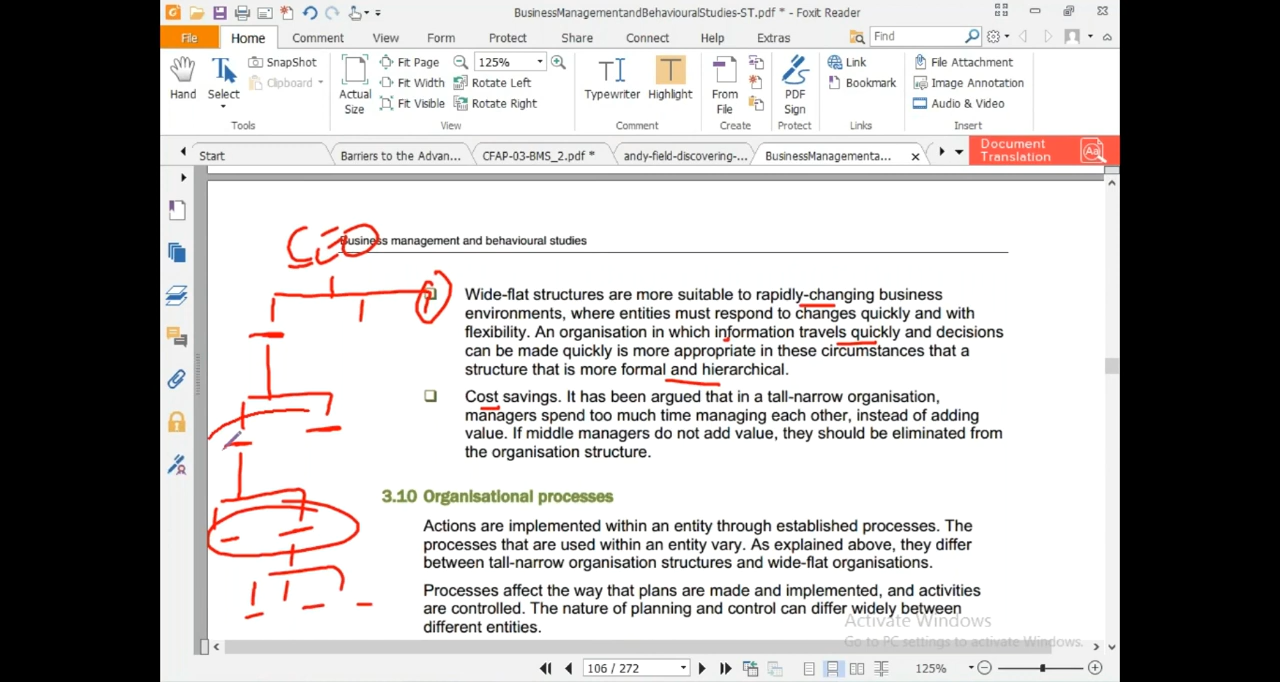 BusinessManagementandBehaviouralStudies-ST.pdf * - Foxit Reader
File Home Comment View Form Protect Share Connect Help Extras Find
Hand Select SnapShot Clipboard Actual Size Fit Page Fit Width Fit Visible 125% Rotate Left Rotate Right Typewriter Highlight From File PDF Sign Link Bookmark File Attachment Image Annotation Audio & Video
Tools View Comment Create Protect Links Insert
Start Barriers to the Advan... CFAP-03-BMS_2.pdf * andy-field-discovering-... BusinessManagementa... Document Translation
CEO
Business management and behavioural studies
Wide-flat structures are more suitable to rapidly-changing business
environments, where entities must respond to changes quickly and with
flexibility. An organisation in which information travels quickly and decisions
can be made quickly is more appropriate in these circumstances that a
structure that is more formal and hierarchical.
Cost savings. It has been argued that in a tall-narrow organisation,
managers spend too much time managing each other, instead of adding
value. If middle managers do not add value, they should be eliminated from
the organisation structure.
3.10 Organisational processes
Actions are implemented within an entity through established processes. The
processes that are used within an entity vary. As explained above, they differ
between tall-narrow organisation structures and wide-flat organisations.
Processes affect the way that plans are made and implemented, and activities
are controlled. The nature of planning and control can differ widely between
different entities.
Activate Windows
Go to PC settings to activate Windows.
106 / 272 125%